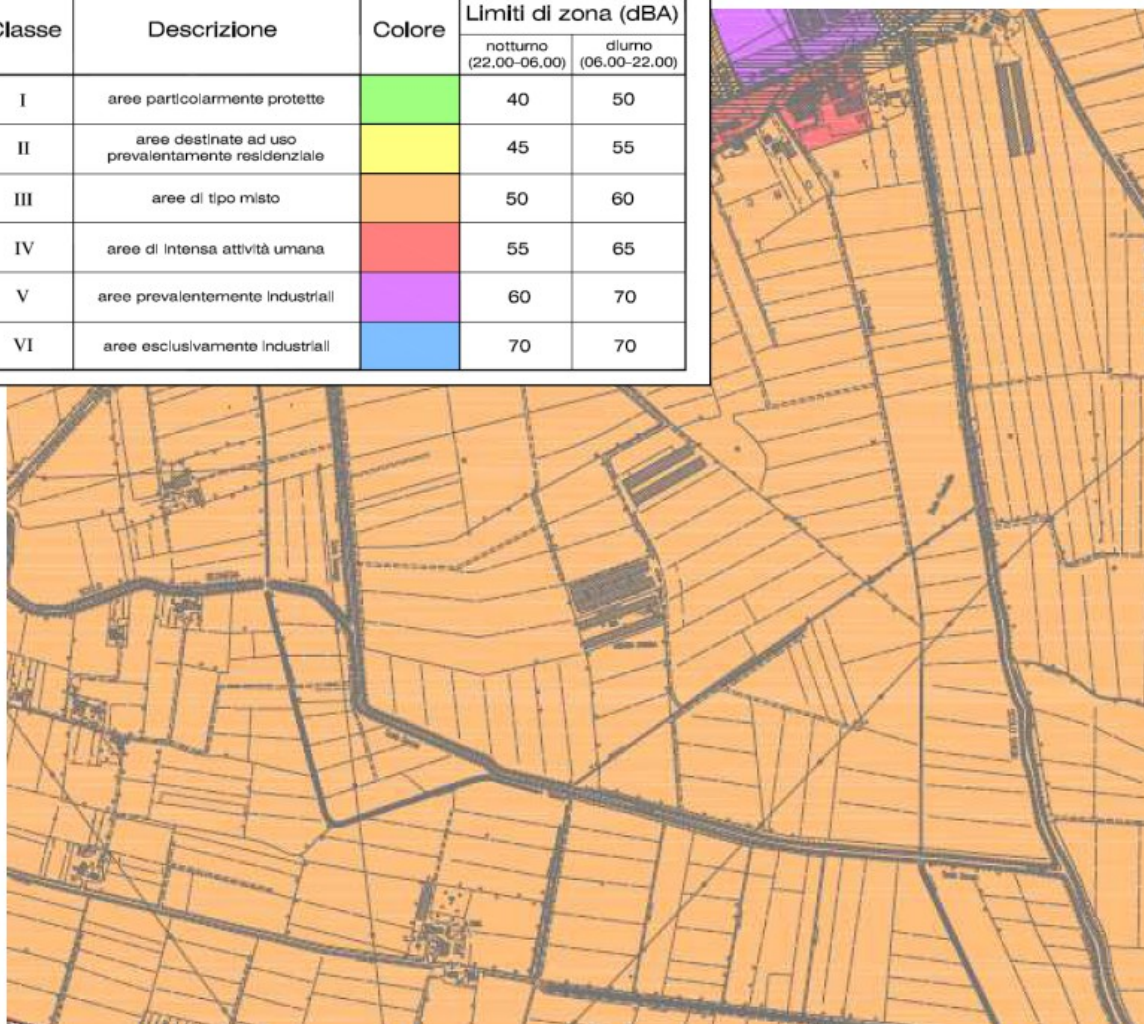 Classe Descrizione Colore Limiti di zona (dBA)
notturno (22.00-06.00) diurno (06.00-22.00)
I aree particolarmente protette 40 50
II aree destinate ad uso
prevalentamente residenziale 45 55
III aree di tipo misto 50 60
IV aree di intensa attività umana 55 65
V aree prevalentemente industriali 60 70
VI aree esclusivamente industriali 70 70